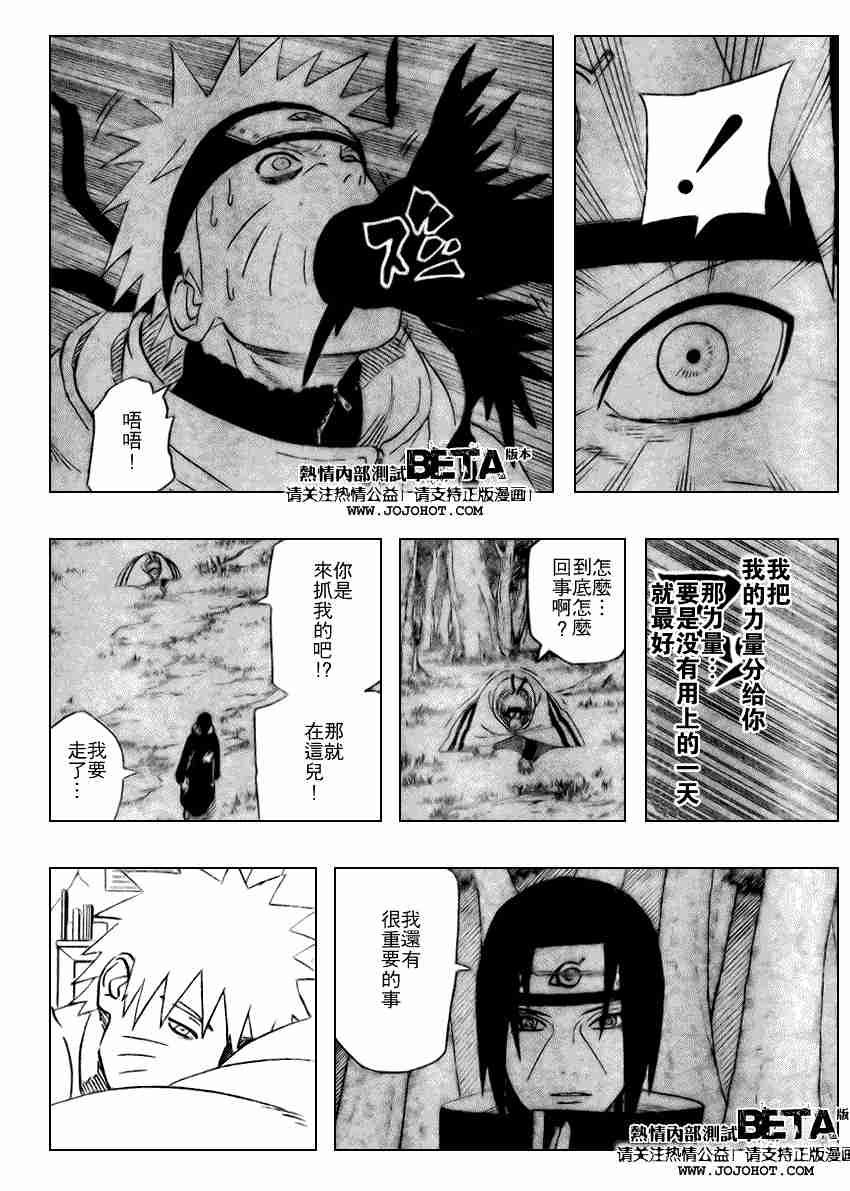 !
ズズズ
唔唔!
熱情內部測試BETA版本
请关注热情公益! 请支持正版漫画!
WWW.JOJOHOT.COM
我把
我的力量分给你
那力量…
要是没有用上的一天
就最好
怎麼…
到底怎麼
回事啊?
你是
來抓我的吧!?
那就
在這兒!
我要
走了…
我還有
很重要的事
熱情內部測試BETA版
请关注热情公益! 请支持正版漫画!
WWW.JOJOHOT.COM